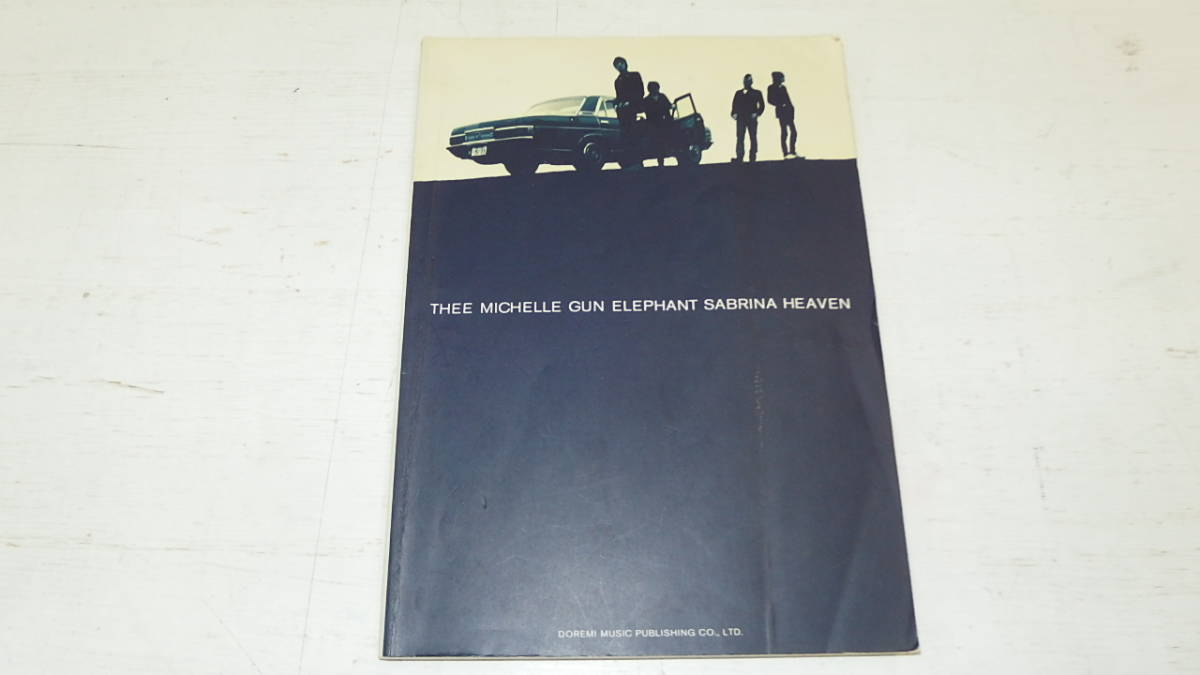 THEE MICHELLE GUN ELEPHANT SABRINA HEAVEN
DOREMI MUSIC PUBLISHING CO., LTD.